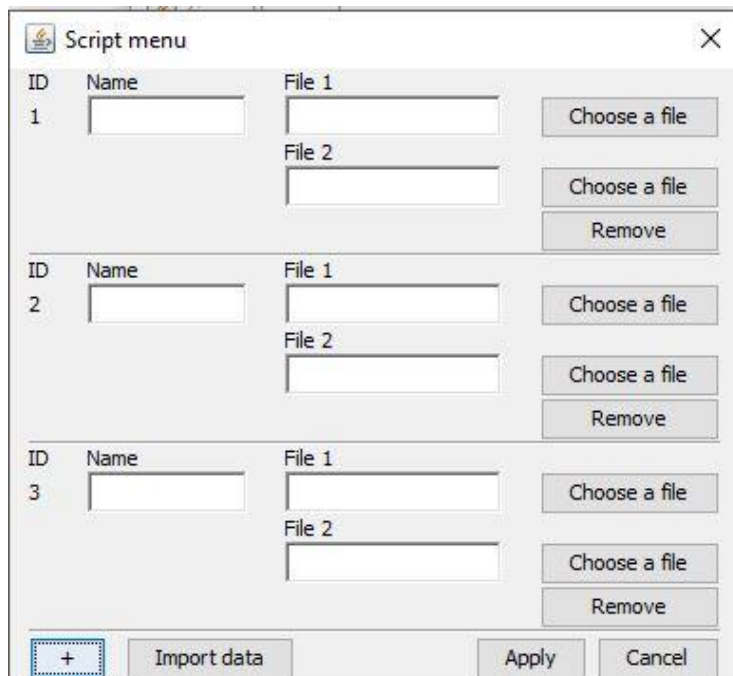 Script menu
ID Name File 1
1 Choose a file
File 2
Choose a file
Remove
ID Name File 1
2 Choose a file
File 2
Choose a file
Remove
ID Name File 1
3 Choose a file
File 2
Choose a file
Remove
+ Import data Apply Cancel